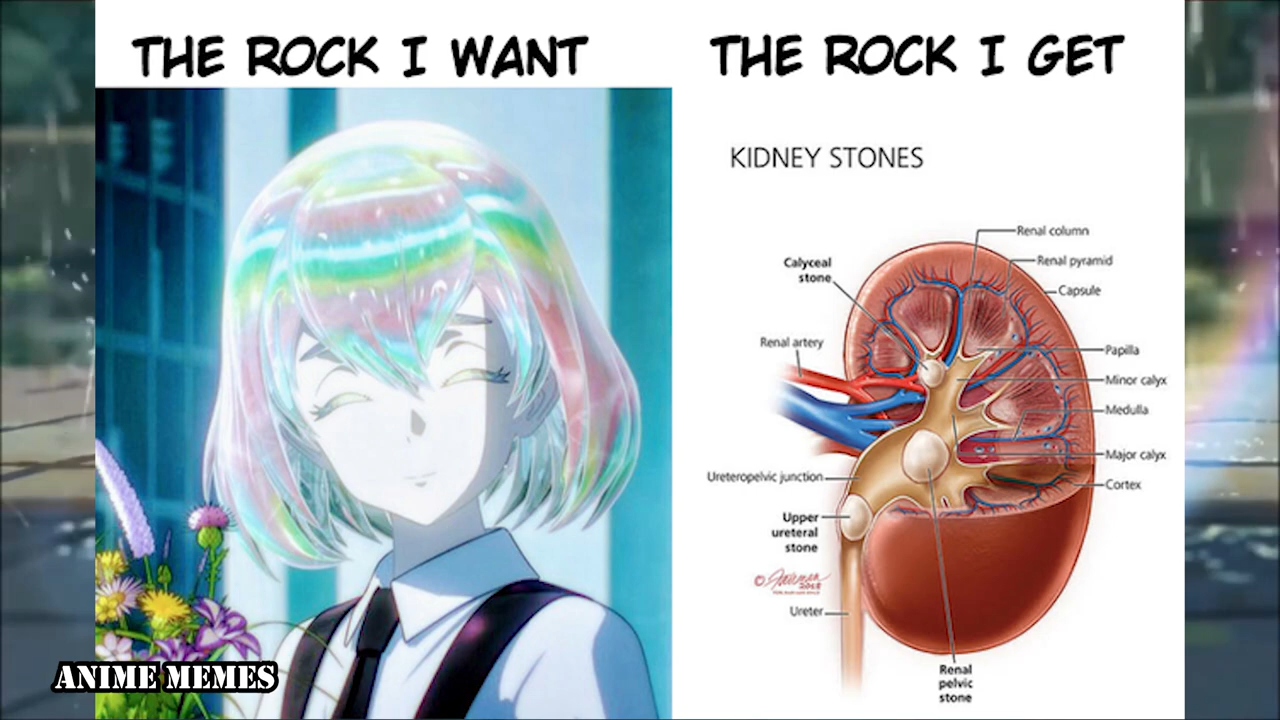 THE ROCK I WANT
THE ROCK I GET
KIDNEY STONES
Renal column
Renal pyramid
Calyceal
stone
Capsule
Renal artery
Papilla
Minor calyx
Medulla
Major calyx
Ureteropelvic junction
Cortex
Upper
ureteral
stone
Ureter
Renal
pelvic
stone
ANIME MEMES